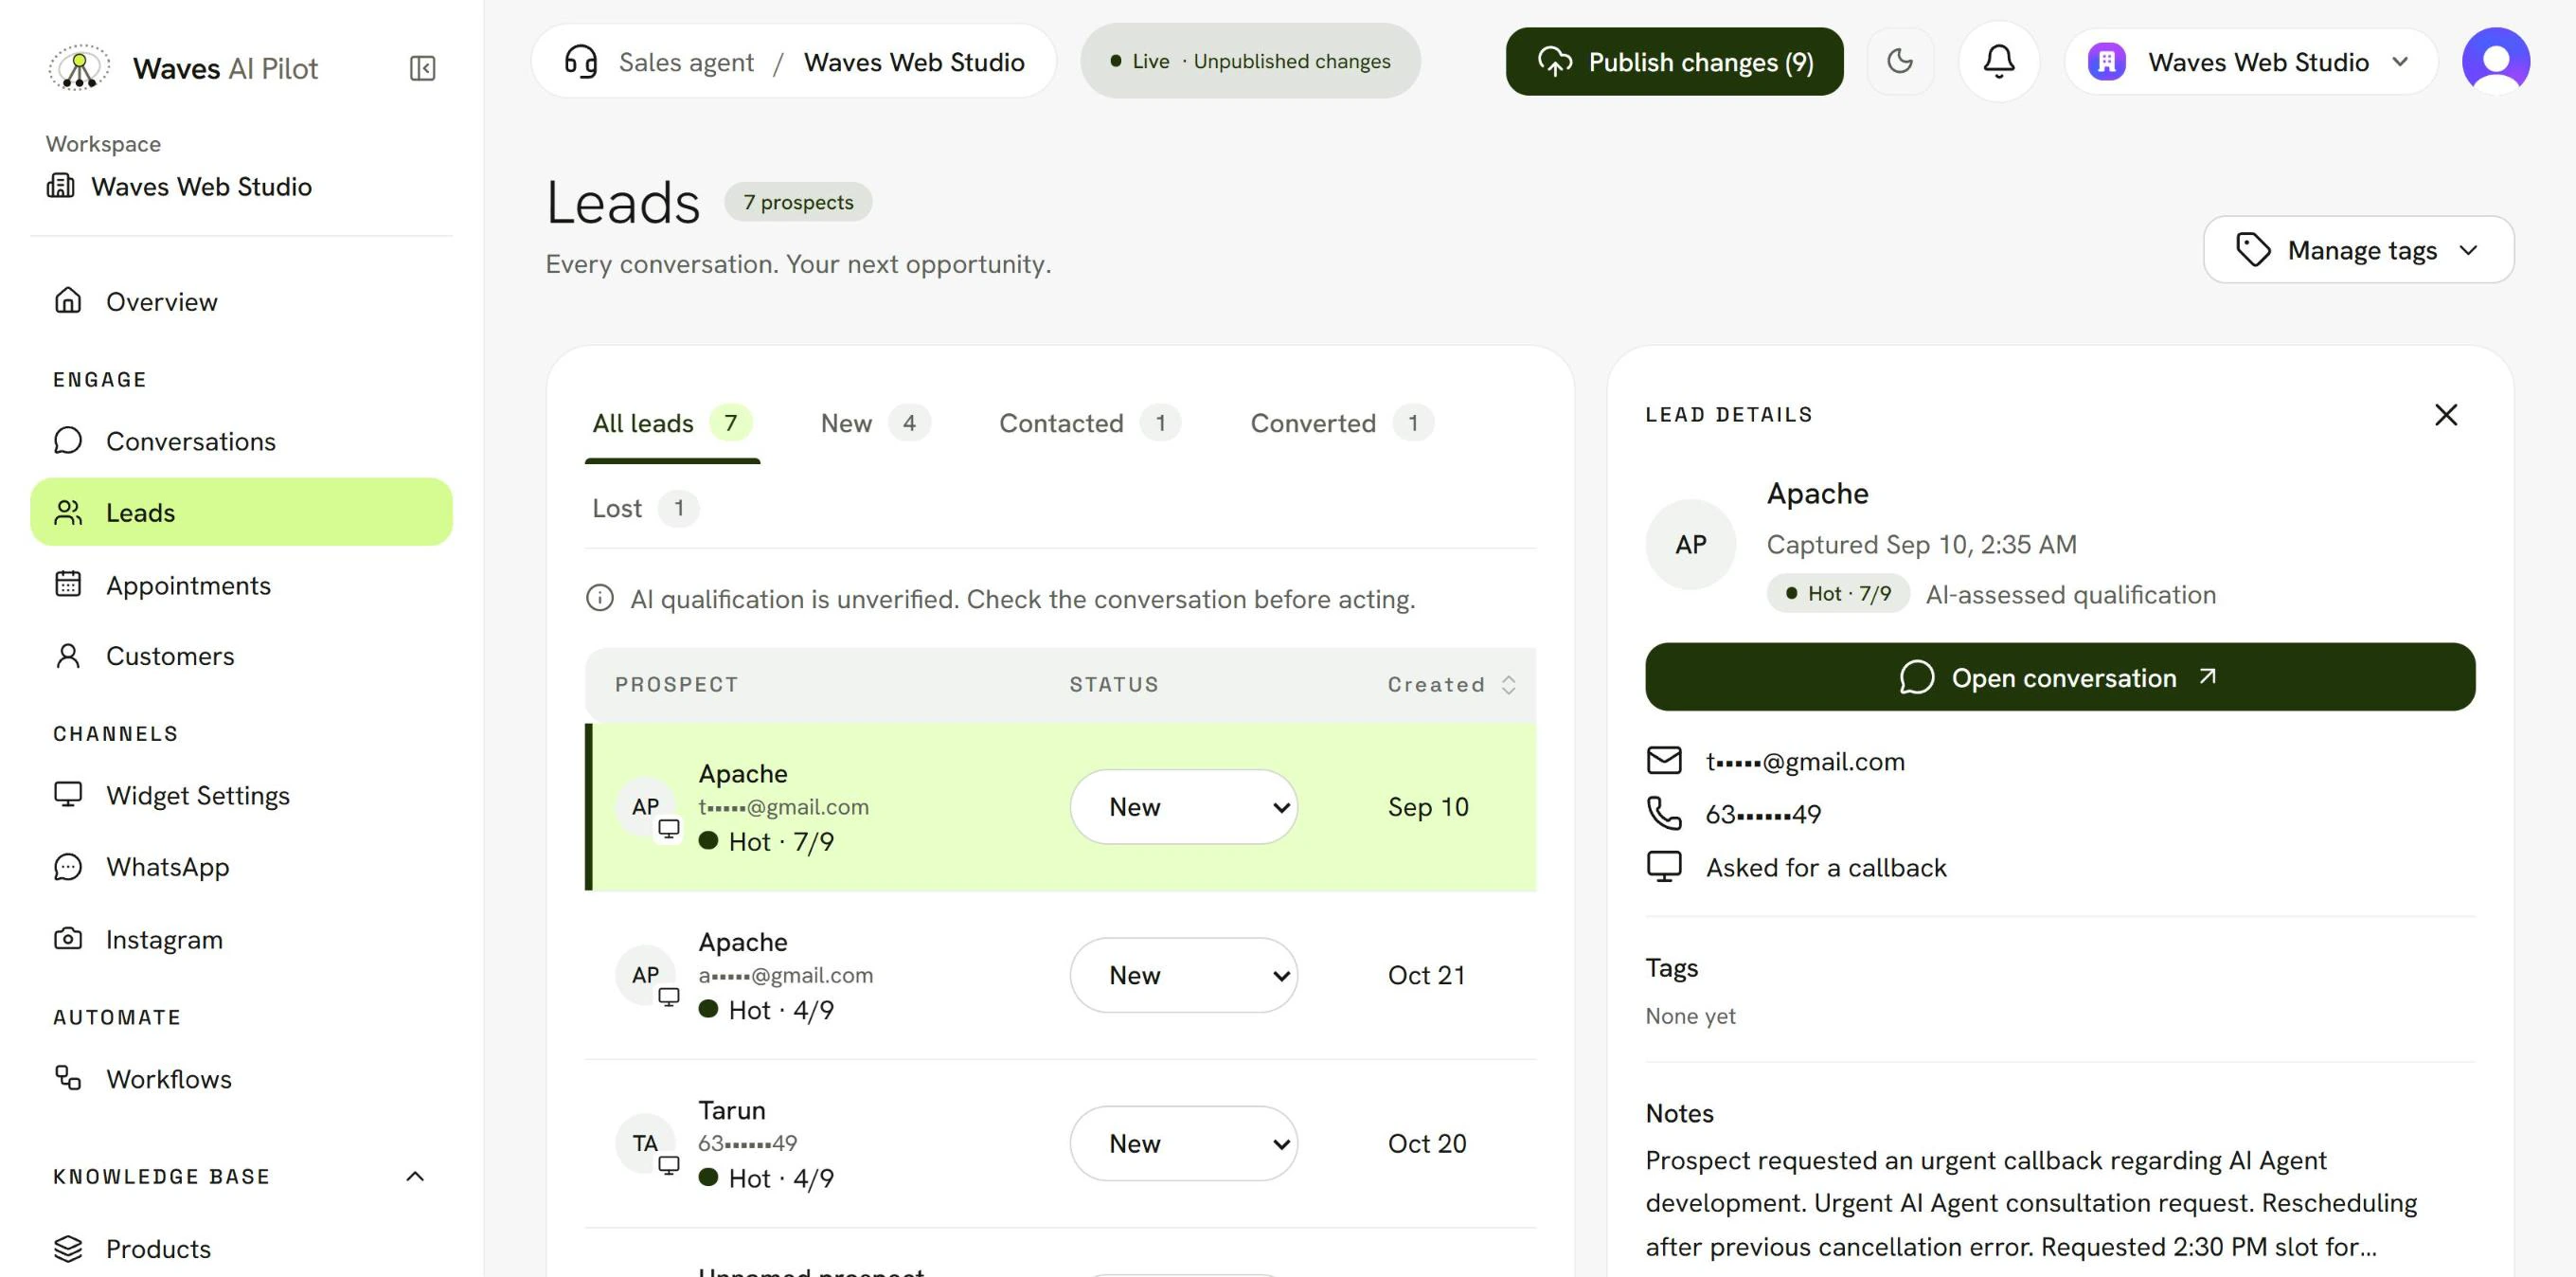 Waves AI Pilot
Workspace
Waves Web Studio
Overview
ENGAGE
Conversations
Leads
Appointments
Customers
CHANNELS
Widget Settings
WhatsApp
Instagram
AUTOMATE
Workflows
KNOWLEDGE BASE
Products
Sales agent / Waves Web Studio
Live · Unpublished changes
Publish changes (9)
Waves Web Studio
Leads
7 prospects
Every conversation. Your next opportunity.
Manage tags
All leads 7
New 4
Contacted 1
Converted 1
Lost 1
AI qualification is unverified. Check the conversation before acting.
PROSPECT STATUS Created
AP
Apache
t▪▪▪▪▪@gmail.com
Hot · 7/9
New
Sep 10
AP
Apache
a▪▪▪▪▪@gmail.com
Hot · 4/9
New
Oct 21
TA
Tarun
63▪▪▪▪▪▪49
Hot · 4/9
New
Oct 20
Unnamed prospect
LEAD DETAILS
AP
Apache
Captured Sep 10, 2:35 AM
Hot · 7/9 AI-assessed qualification
Open conversation
t▪▪▪▪▪@gmail.com
63▪▪▪▪▪▪49
Asked for a callback
Tags
None yet
Notes
Prospect requested an urgent callback regarding AI Agent
development. Urgent AI Agent consultation request. Rescheduling
after previous cancellation error. Requested 2:30 PM slot for...